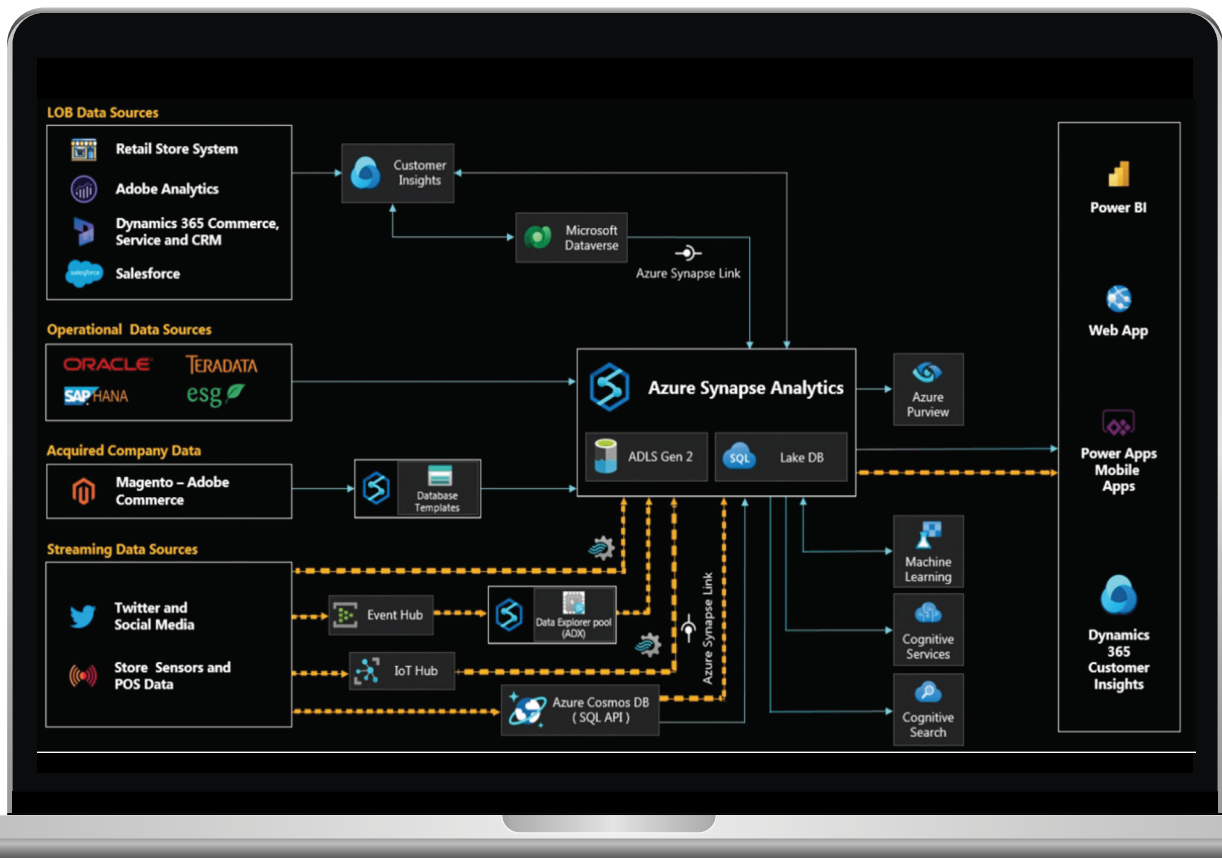 LOB Data Sources
Retail Store System
Adobe Analytics
Dynamics 365 Commerce,
Service and CRM
salesforce
Salesforce
Customer
Insights
Microsoft
Dataverse
Azure Synapse Link
Operational Data Sources
ORACLE
TERADATA
SAP HANA
esg
Acquired Company Data
Magento – Adobe
Commerce
Database
Templates
Azure Synapse Analytics
ADLS Gen 2
SQL
Lake DB
Azure
Purview
Streaming Data Sources
Twitter and
Social Media
Store Sensors and
POS Data
Event Hub
Data Explorer pool
(ADX)
IoT Hub
Azure Cosmos DB
( SQL API )
Azure Synapse Link
Machine
Learning
Cognitive
Services
Cognitive
Search
Power BI
Web App
Power Apps
Mobile
Apps
Dynamics
365
Customer
Insights